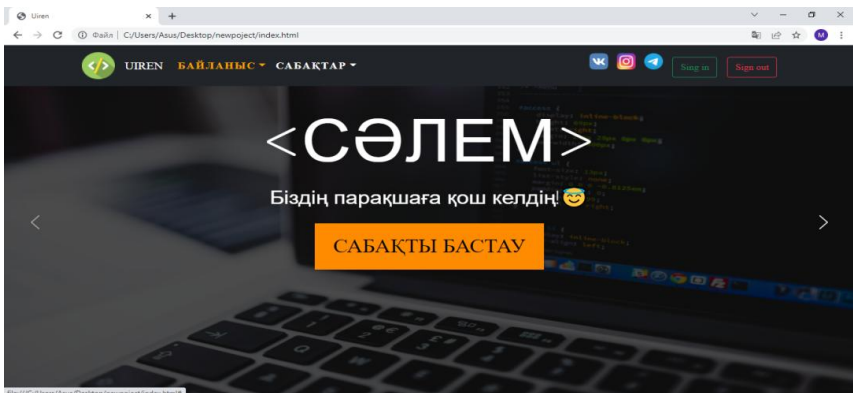 Uiren
Файл | C:/Users/Asus/Desktop/newpoject/index.html
M
</>
UIREN БАЙЛАНЫС САБАҚТАР
Sing in Sign out
<СӘЛЕМ>
Біздің парақшаға қош келдің!😇
САБАҚТЫ БАСТАУ